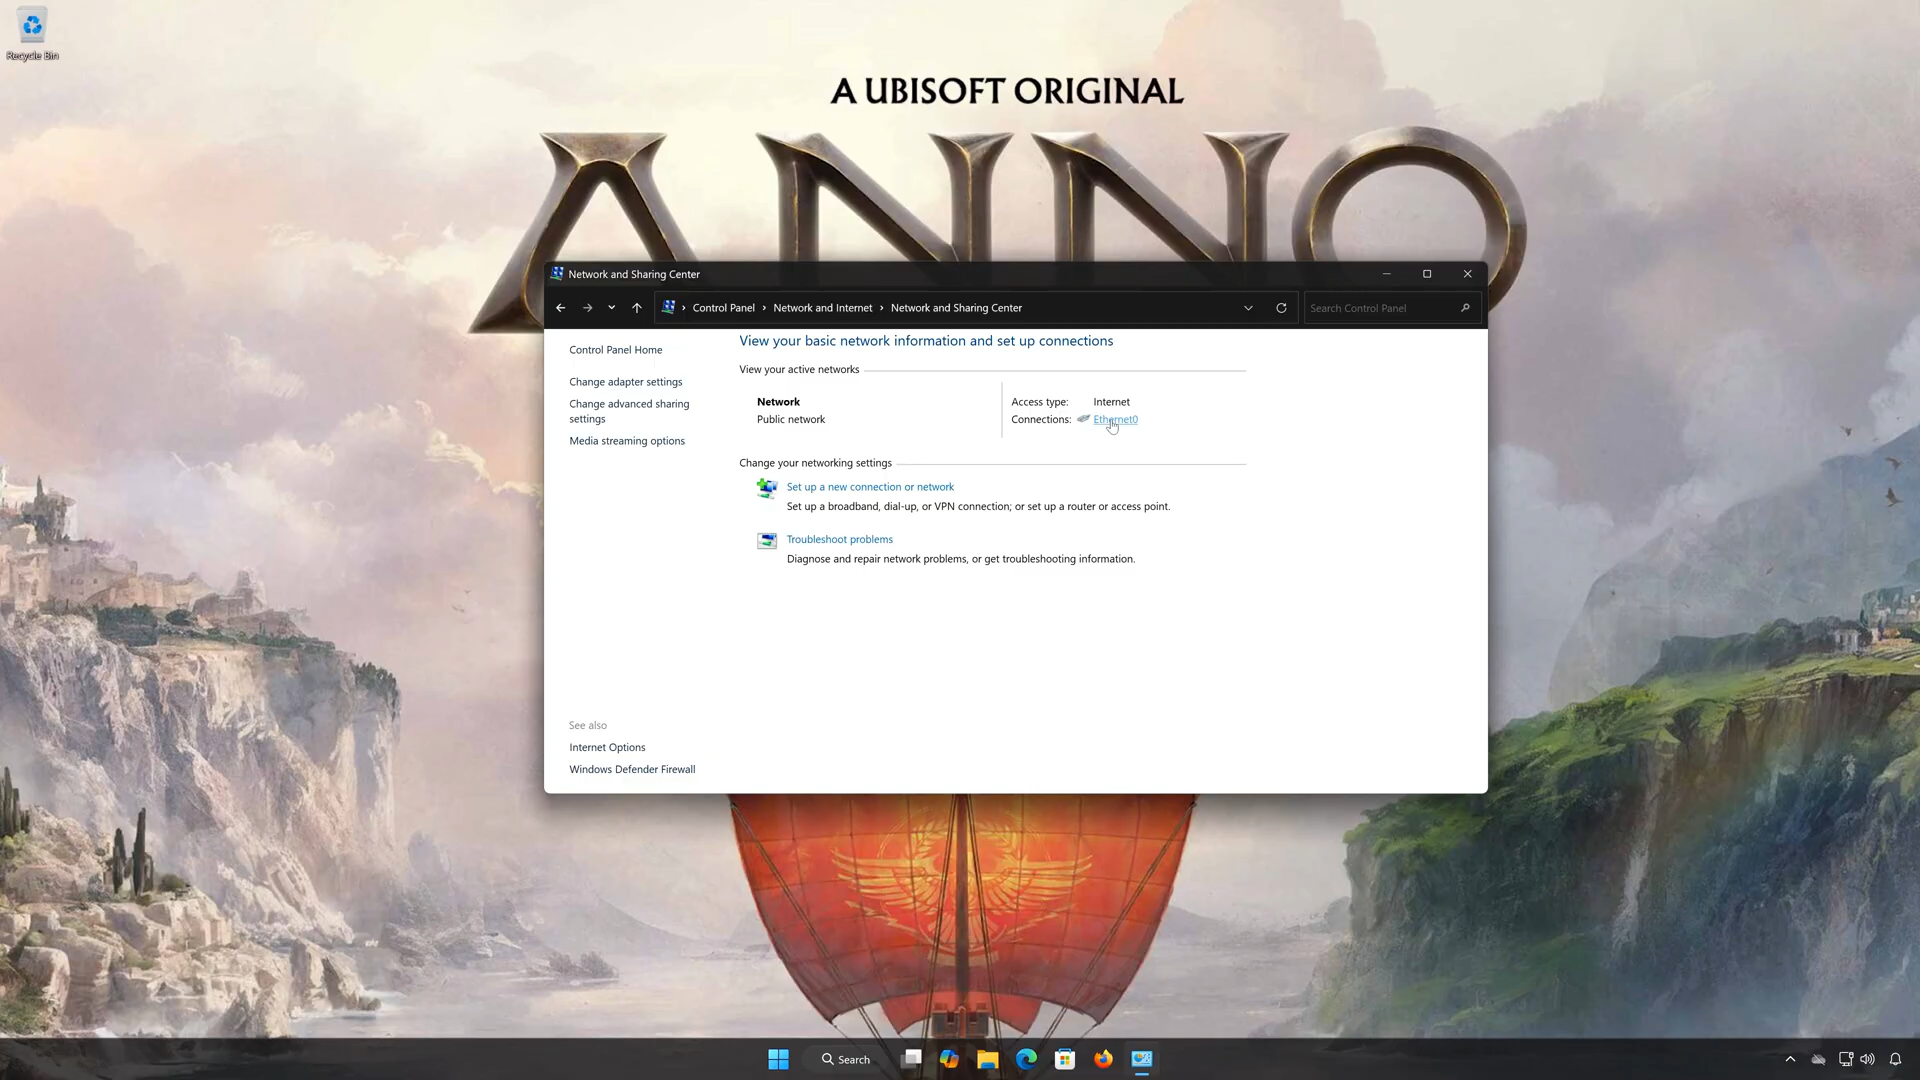 Recycle Bin
A UBISOFT ORIGINAL
ANNO
Network and Sharing Center
Control Panel › Network and Internet › Network and Sharing Center
Search Control Panel
Control Panel Home
Change adapter settings
Change advanced sharing
settings
Media streaming options
View your basic network information and set up connections
View your active networks
Network
Public network
Access type: Internet
Connections: Ethernet0
Change your networking settings
Set up a new connection or network
Set up a broadband, dial-up, or VPN connection; or set up a router or access point.
Troubleshoot problems
Diagnose and repair network problems, or get troubleshooting information.
See also
Internet Options
Windows Defender Firewall
Search